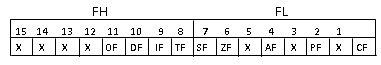 FH FL
15 14 13 12 11 10 9 8 7 6 5 4 3 2 1
X X X X OF DF IF TF SF ZF X AF X PF X CF